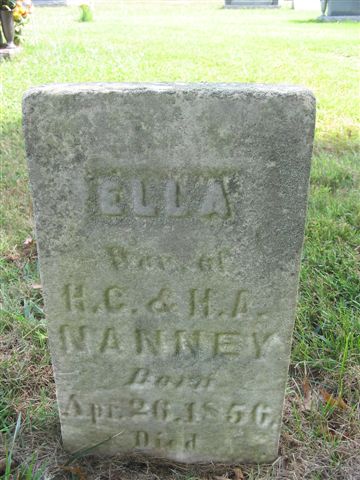 ELLA
Dau. of
H.C. & H.A.
NANNEY
Born
Apr. 26, 1856.
Died